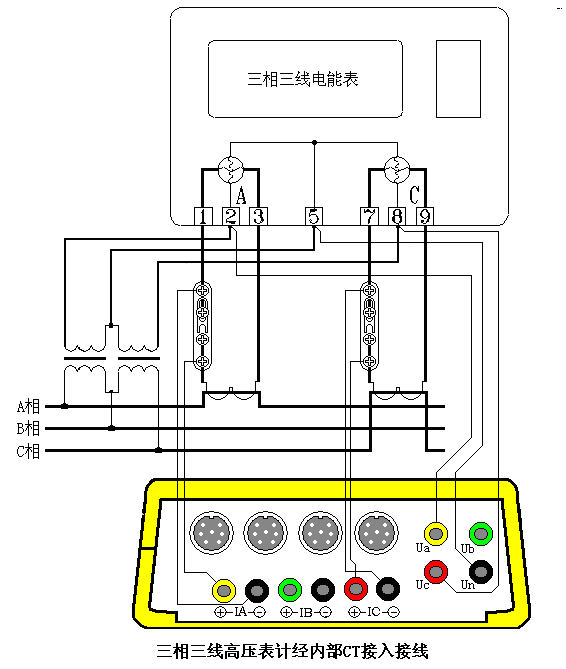 三相三线电能表
A
C
1 2 3 5 7 8 9
A相
B相
C相
Ua
Ub
Uc
Un
+ IA -
+ IB -
+ IC -
三相三线高压表计经内部CT接入接线